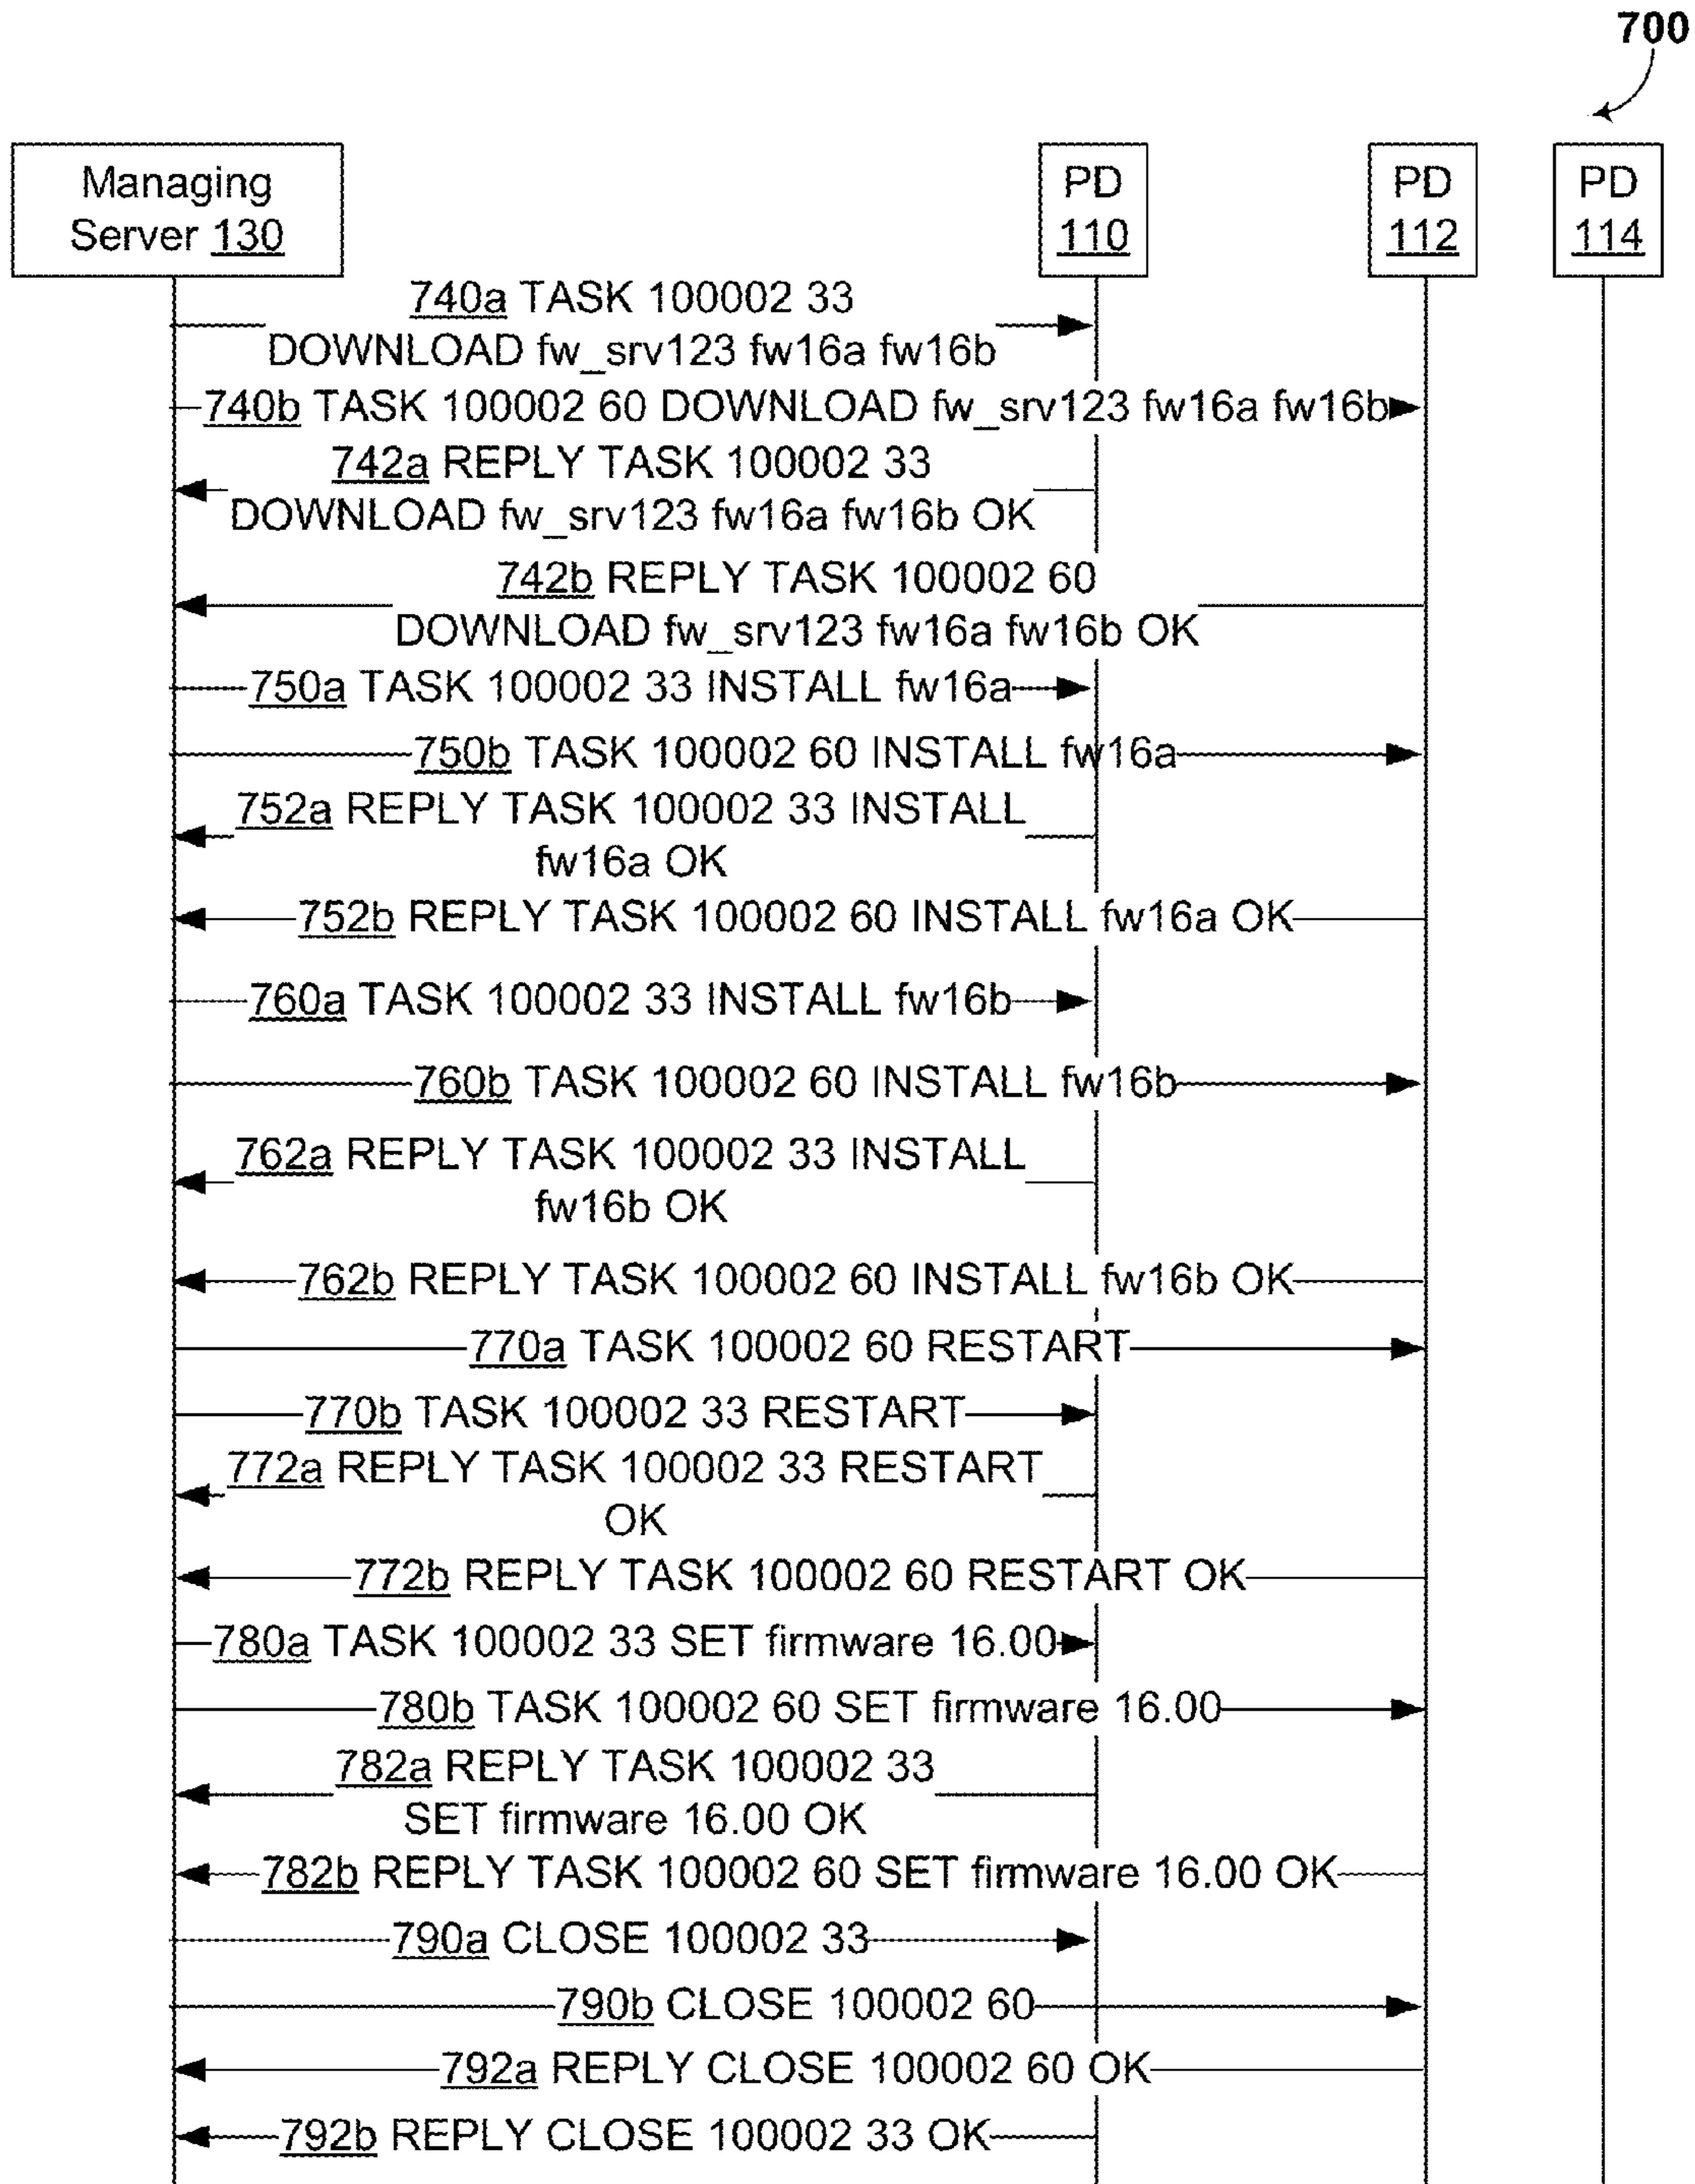 700
Managing
Server 130
PD
110
PD
112
PD
114
740a TASK 100002 33
DOWNLOAD fw_srv123 fw16a fw16b
740b TASK 100002 60 DOWNLOAD fw_srv123 fw16a fw16b
742a REPLY TASK 100002 33
DOWNLOAD fw_srv123 fw16a fw16b OK
742b REPLY TASK 100002 60
DOWNLOAD fw_srv123 fw16a fw16b OK
750a TASK 100002 33 INSTALL fw16a
750b TASK 100002 60 INSTALL fw16a
752a REPLY TASK 100002 33 INSTALL
fw16a OK
752b REPLY TASK 100002 60 INSTALL fw16a OK
760a TASK 100002 33 INSTALL fw16b
760b TASK 100002 60 INSTALL fw16b
762a REPLY TASK 100002 33 INSTALL
fw16b OK
762b REPLY TASK 100002 60 INSTALL fw16b OK
770a TASK 100002 60 RESTART
770b TASK 100002 33 RESTART
772a REPLY TASK 100002 33 RESTART
OK
772b REPLY TASK 100002 60 RESTART OK
780a TASK 100002 33 SET firmware 16.00
780b TASK 100002 60 SET firmware 16.00
782a REPLY TASK 100002 33
SET firmware 16.00 OK
782b REPLY TASK 100002 60 SET firmware 16.00 OK
790a CLOSE 100002 33
790b CLOSE 100002 60
792a REPLY CLOSE 100002 60 OK
792b REPLY CLOSE 100002 33 OK